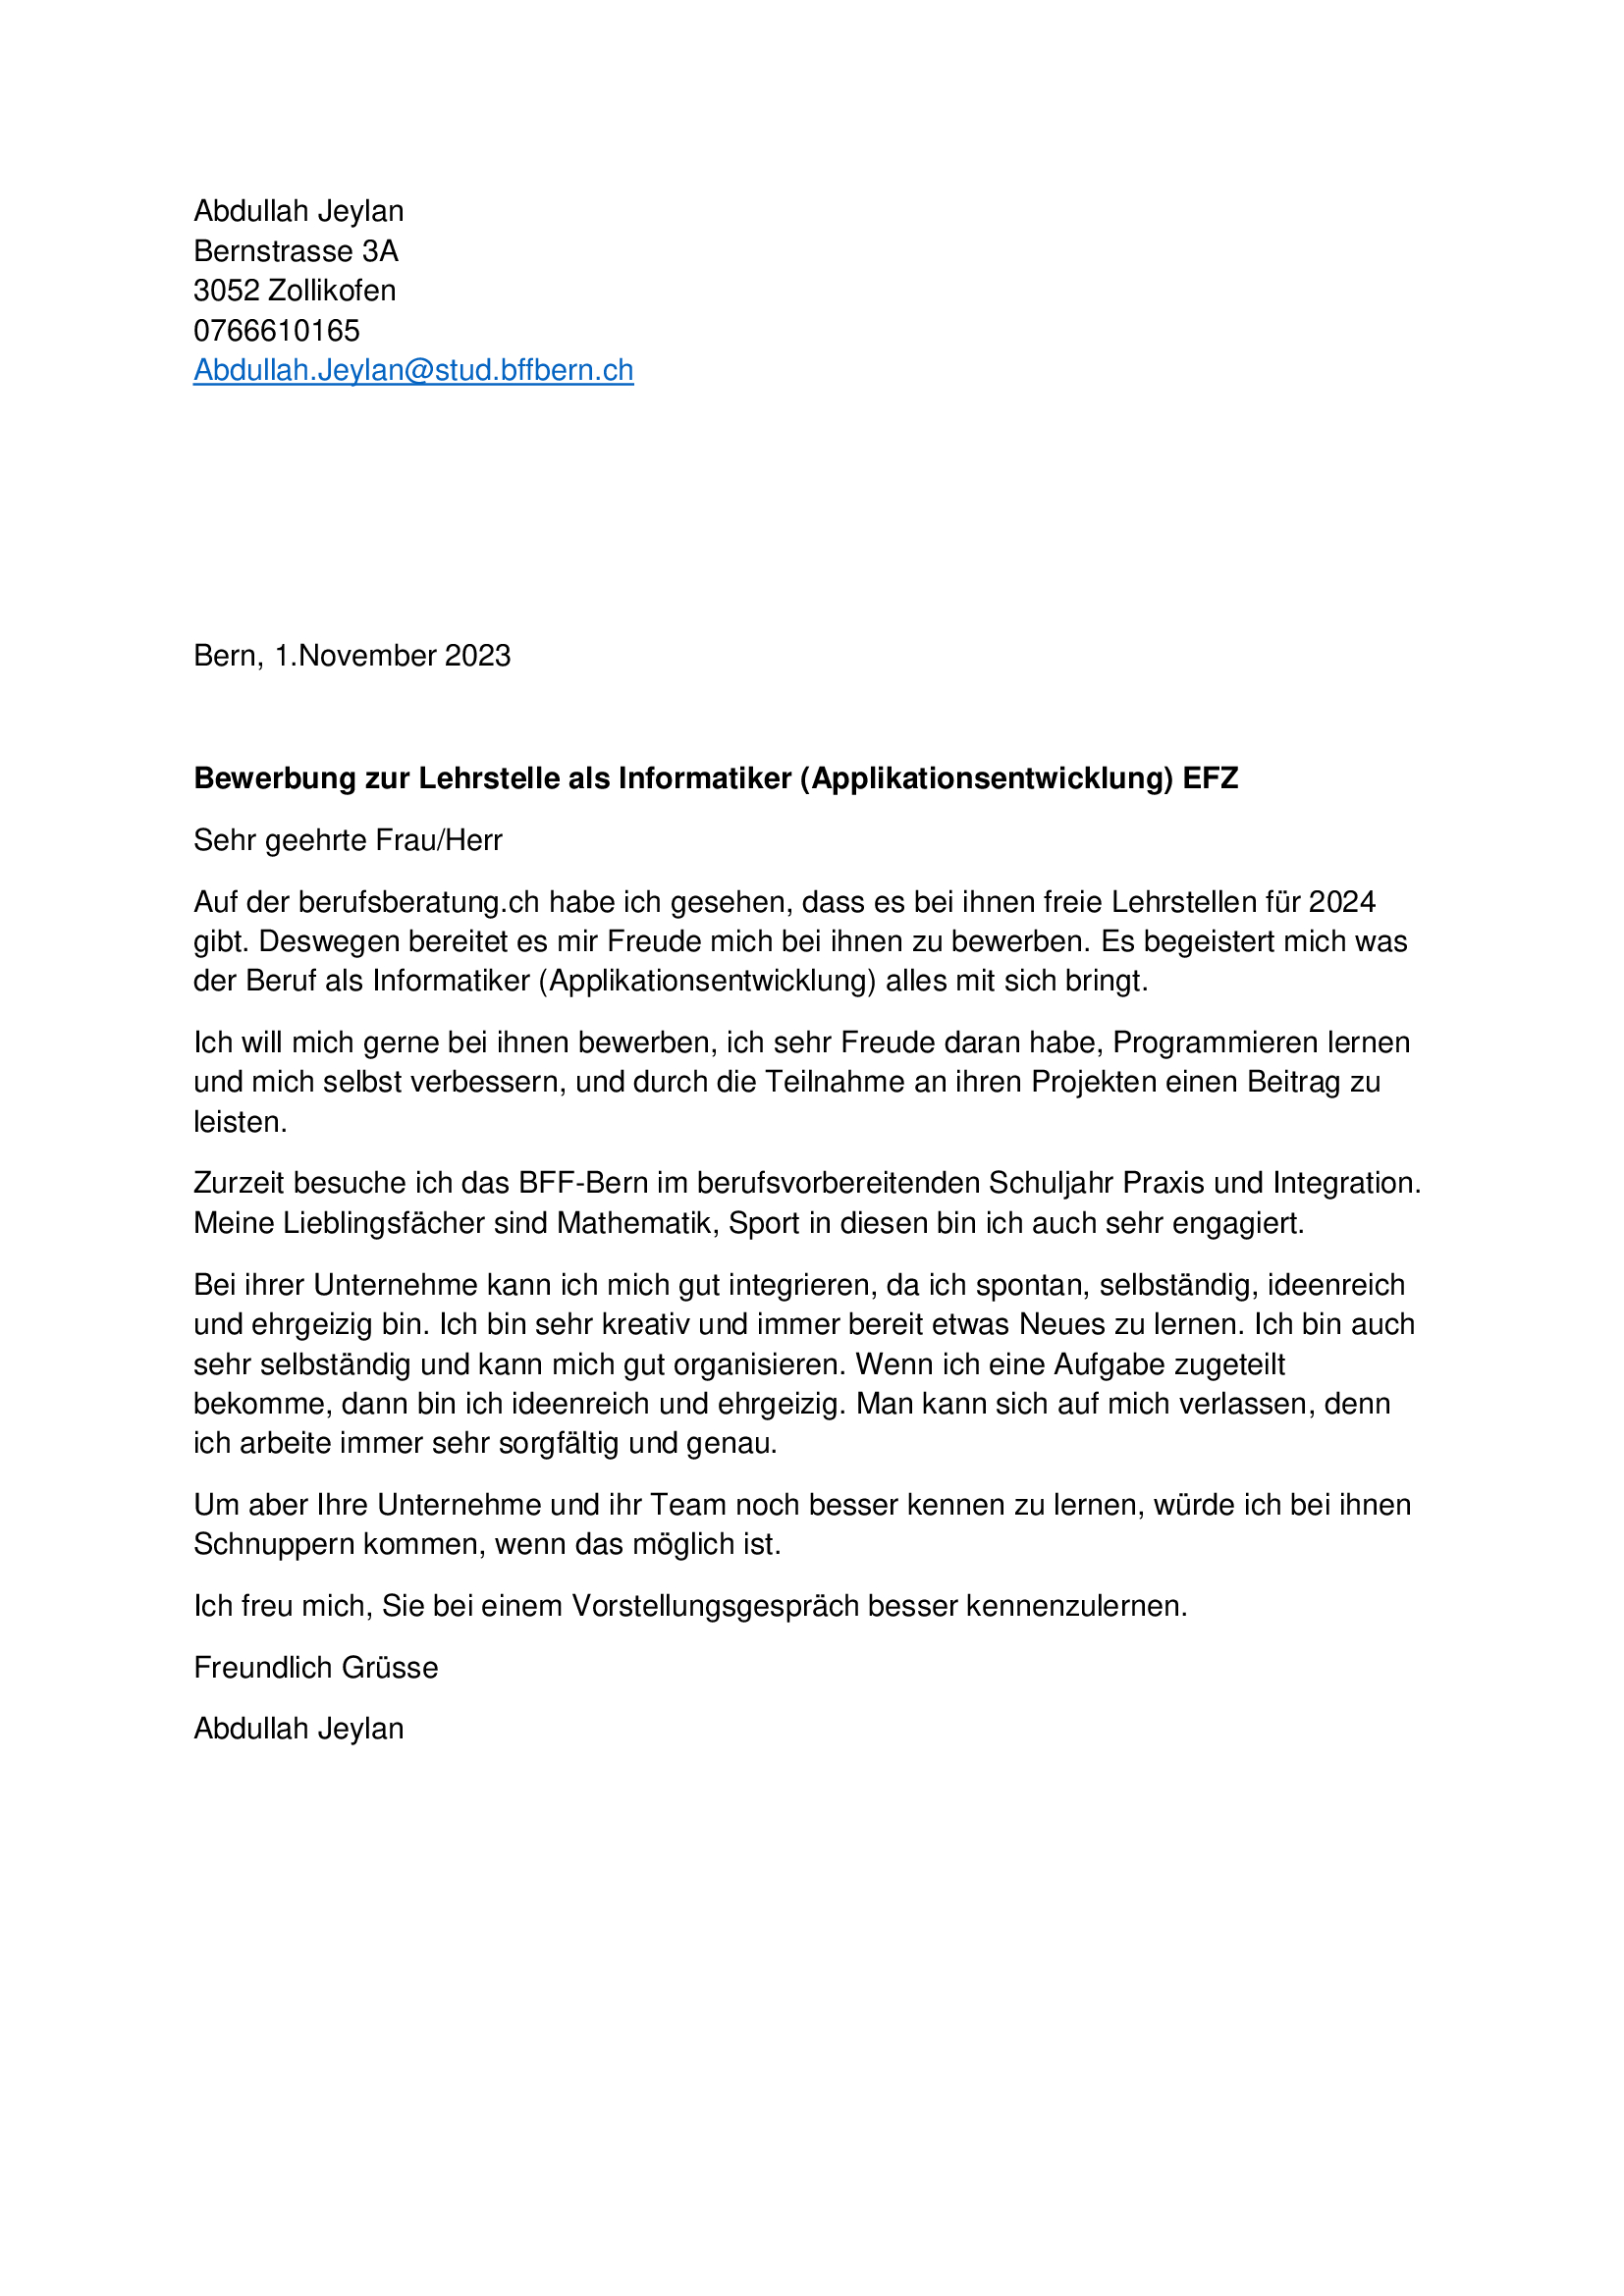 Abdullah Jeylan
Bernstrasse 3A
3052 Zollikofen
0766610165
Abdullah.Jeylan@stud.bffbern.ch
Bern, 1.November 2023
Bewerbung zur Lehrstelle als Informatiker (Applikationsentwicklung) EFZ
Sehr geehrte Frau/Herr
Auf der berufsberatung.ch habe ich gesehen, dass es bei ihnen freie Lehrstellen für 2024
gibt. Deswegen bereitet es mir Freude mich bei ihnen zu bewerben. Es begeistert mich was
der Beruf als Informatiker (Applikationsentwicklung) alles mit sich bringt.
Ich will mich gerne bei ihnen bewerben, ich sehr Freude daran habe, Programmieren lernen
und mich selbst verbessern, und durch die Teilnahme an ihren Projekten einen Beitrag zu
leisten.
Zurzeit besuche ich das BFF-Bern im berufsvorbereitenden Schuljahr Praxis und Integration.
Meine Lieblingsfächer sind Mathematik, Sport in diesen bin ich auch sehr engagiert.
Bei ihrer Unternehme kann ich mich gut integrieren, da ich spontan, selbständig, ideenreich
und ehrgeizig bin. Ich bin sehr kreativ und immer bereit etwas Neues zu lernen. Ich bin auch
sehr selbständig und kann mich gut organisieren. Wenn ich eine Aufgabe zugeteilt
bekomme, dann bin ich ideenreich und ehrgeizig. Man kann sich auf mich verlassen, denn
ich arbeite immer sehr sorgfältig und genau.
Um aber Ihre Unternehme und ihr Team noch besser kennen zu lernen, würde ich bei ihnen
Schnuppern kommen, wenn das möglich ist.
Ich freu mich, Sie bei einem Vorstellungsgespräch besser kennenzulernen.
Freundlich Grüsse
Abdullah Jeylan